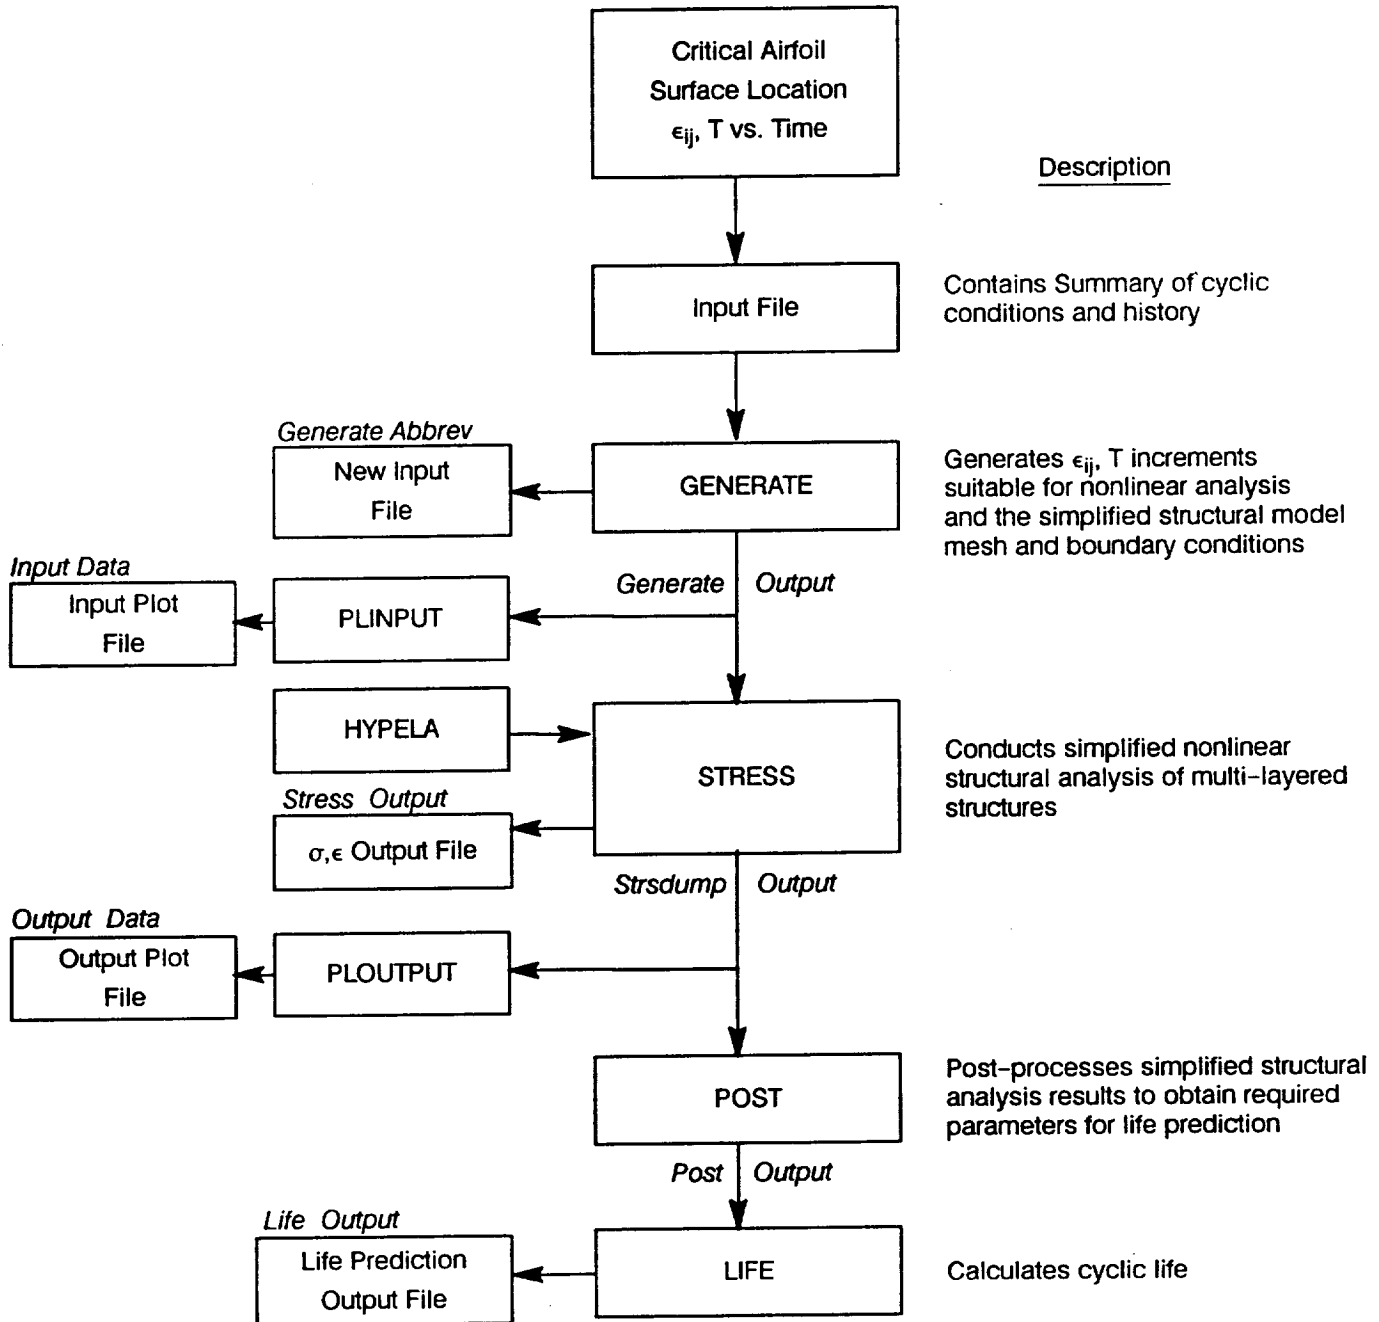 Critical Airfoil
Surface Location
ϵij, T vs. Time
Description
Input File
Contains Summary of cyclic
conditions and history
Generate Abbrev
New Input
File
GENERATE
Generates ϵij, T increments
suitable for nonlinear analysis
and the simplified structural model
mesh and boundary conditions
Generate Output
Input Data
Input Plot
File
PLINPUT
HYPELA
STRESS
Conducts simplified nonlinear
structural analysis of multi-layered
structures
Stress Output
σ,ϵ Output File
Strsdump Output
Output Data
Output Plot
File
PLOUTPUT
POST
Post-processes simplified structural
analysis results to obtain required
parameters for life prediction
Post Output
Life Output
Life Prediction
Output File
LIFE
Calculates cyclic life